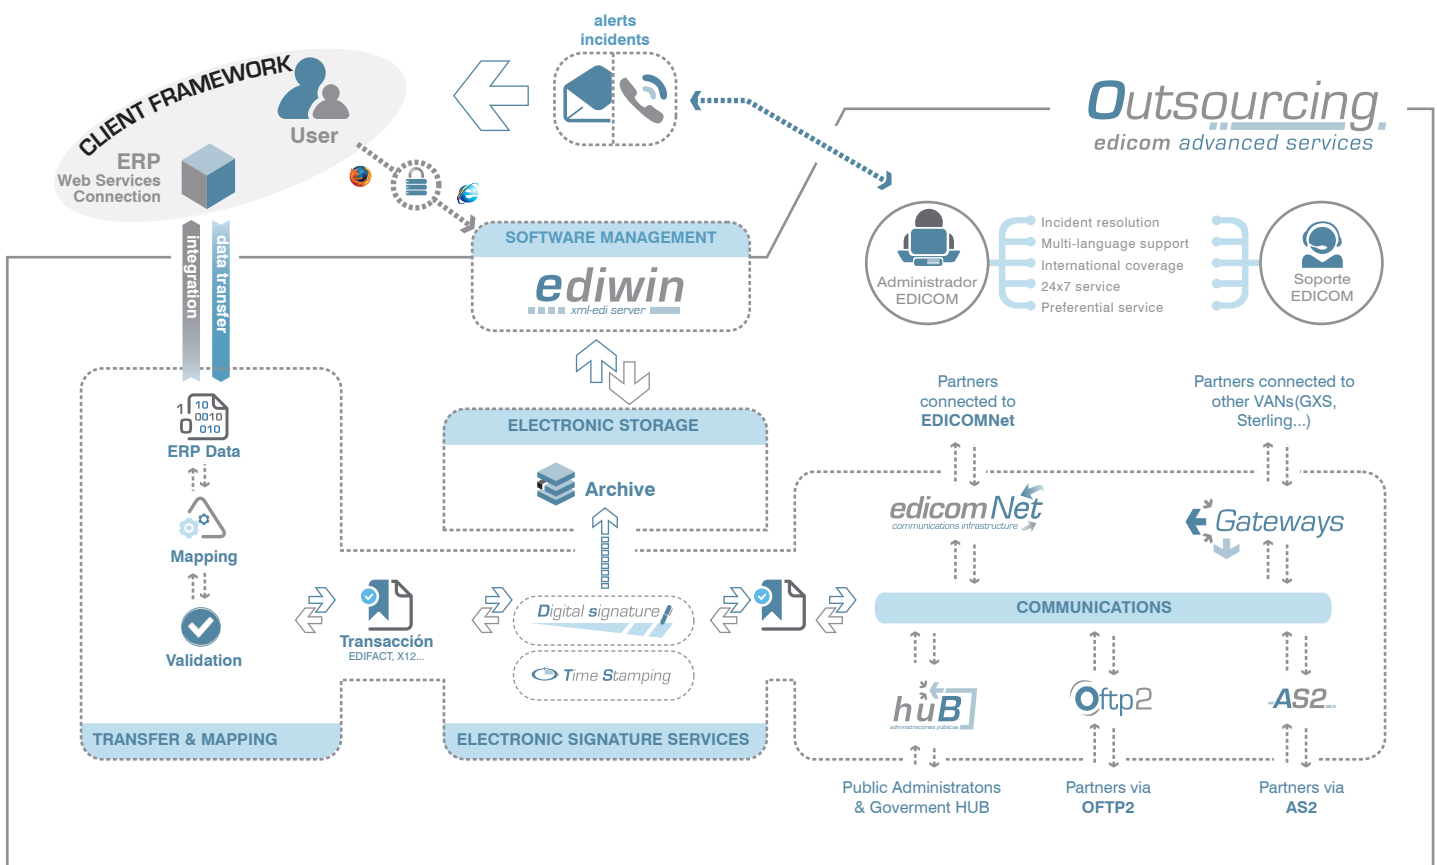 alerts
incidents
CLIENT FRAMEWORK
User
ERP
Web Services
Connection
Outsourcing
edicom advanced services
integration
data transfer
SOFTWARE MANAGEMENT
ediwin
xml-edi server
Administrador
EDICOM
Incident resolution
Multi-language support
International coverage
24x7 service
Preferential service
Soporte
EDICOM
Partners
connected to
EDICOMNet
Partners connected to
other VANs(GXS,
Sterling...)
1 10
0010
0 010
ERP Data
Mapping
Validation
TRANSFER & MAPPING
ELECTRONIC STORAGE
Archive
Transacción
EDIFACT, X12...
Digital signature
Time Stamping
ELECTRONIC SIGNATURE SERVICES
edicomNet
communications infrastructure
Gateways
COMMUNICATIONS
huB
administraciones públicas
Oftp2
AS2
Public Administratons
& Goverment HUB
Partners via
OFTP2
Partners via
AS2